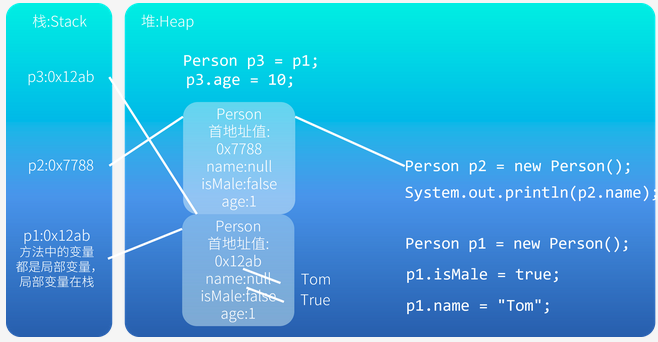 栈:Stack
p3:0x12ab
p2:0x7788
p1:0x12ab
方法中的变量
都是局部变量，
局部变量在栈
堆:Heap
Person p3 = p1;
p3.age = 10;
Person
首地址值:
0x7788
name:null
isMale:false
age:1
Person
首地址值:
0x12ab
name:null
isMale:false
age:1
Tom
True
Person p2 = new Person();
System.out.println(p2.name);
Person p1 = new Person();
p1.isMale = true;
p1.name = "Tom";